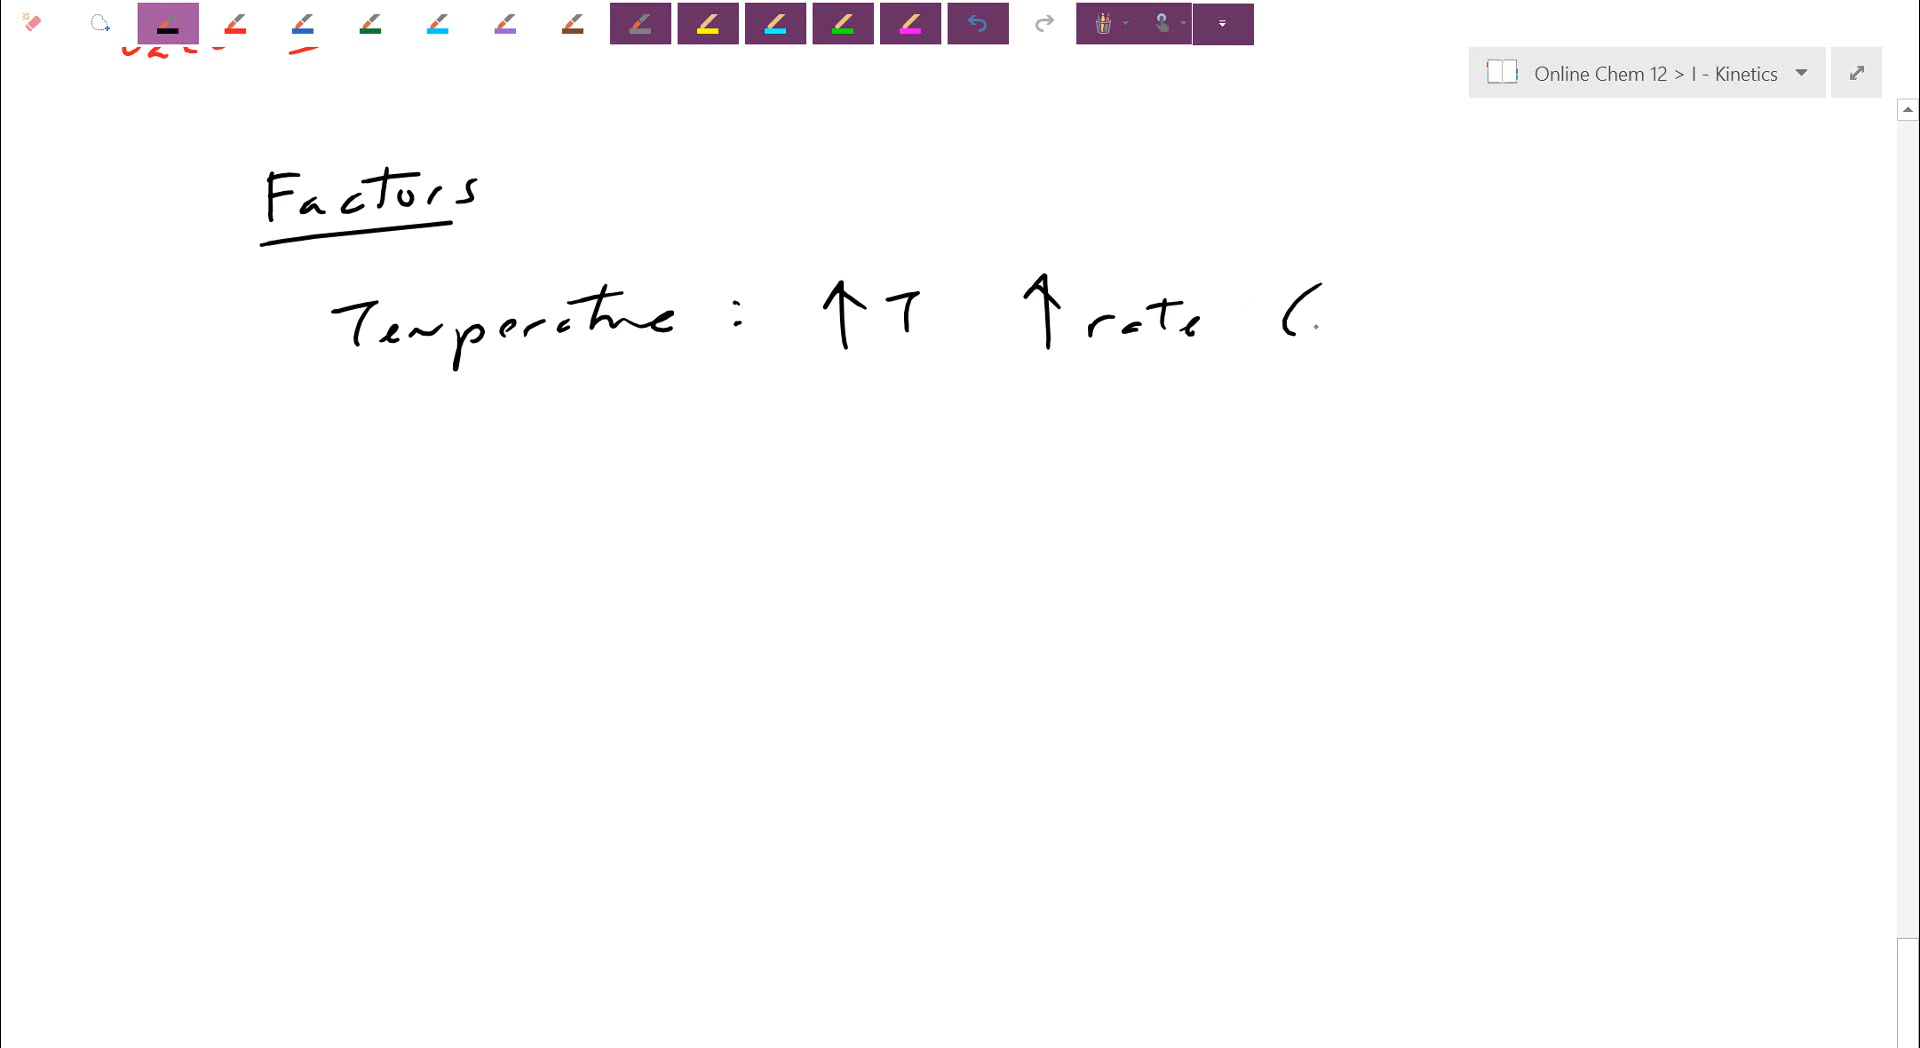 Online Chem 12 > I - Kinetics
Factors
Temperature : ↑ T ↑ rate (